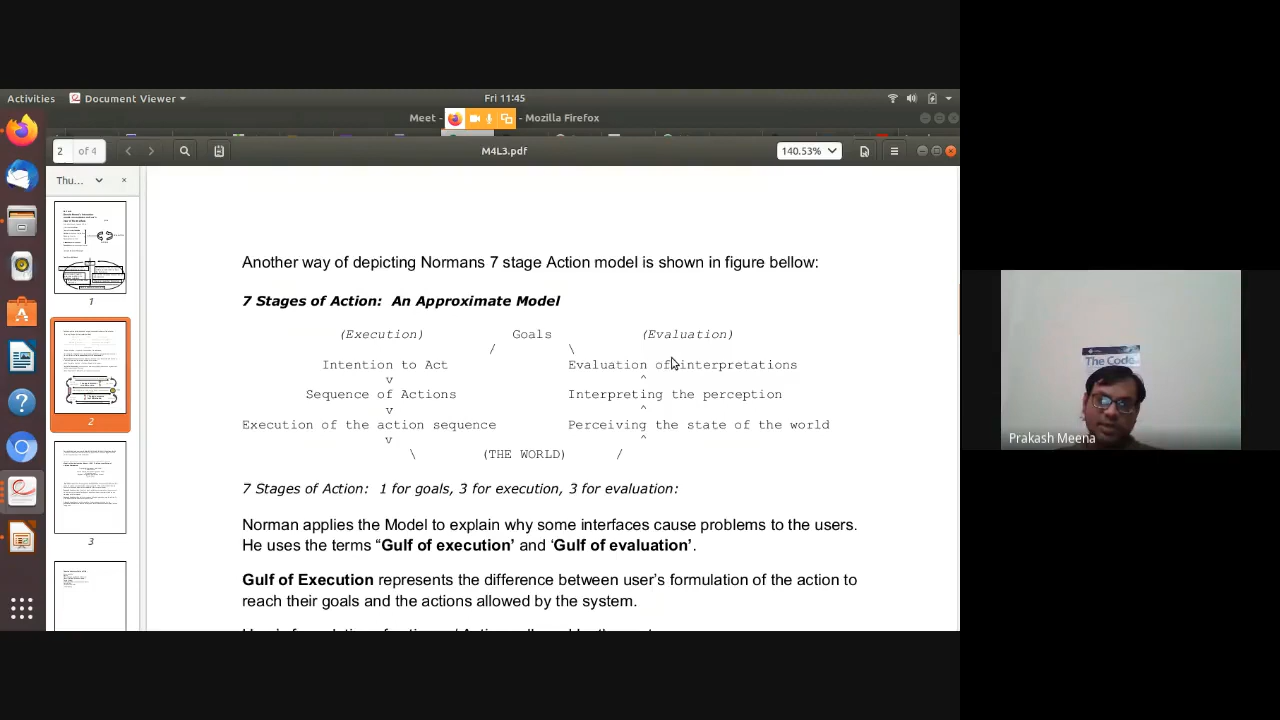 Activities Document Viewer Fri 11:45
Meet - - Mozilla Firefox
2 of 4 M4L3.pdf 140.53%
Thu... ×
Another way of depicting Normans 7 stage Action model is shown in figure bellow:
7 Stages of Action: An Approximate Model
(Execution) Goals (Evaluation)
/ \
Intention to Act Evaluation of interpretations
v ^
Sequence of Actions Interpreting the perception
v ^
Execution of the action sequence Perceiving the state of the world
v ^
\ (THE WORLD) /
7 Stages of Action: 1 for goals, 3 for execution, 3 for evaluation:
Norman applies the Model to explain why some interfaces cause problems to the users.
He uses the terms “Gulf of execution’ and ‘Gulf of evaluation’.
Gulf of Execution represents the difference between user’s formulation of the action to
reach their goals and the actions allowed by the system.
1
2
3
The Code
Prakash Meena